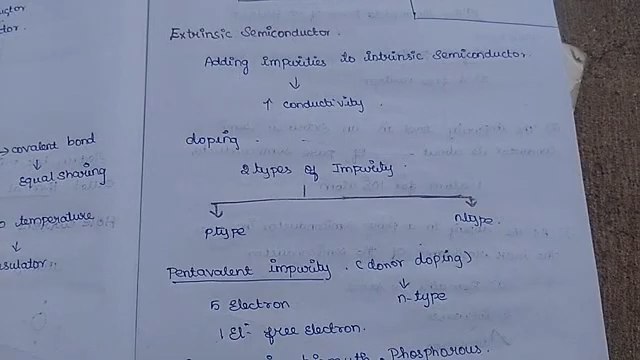 → covalent bond
↓
Equal sharing
temperature
↓
Extrinsic Semiconductor.
Adding impurities to intrinsic Semiconductor
↓
↑ conductivity.
doping.
2 types of Impurity.
ptype
ntype.
Pentavalent impurity. (donor doping)
↓
5 Electron
n-type
1 El⁻ free electron.
Phosphorous.